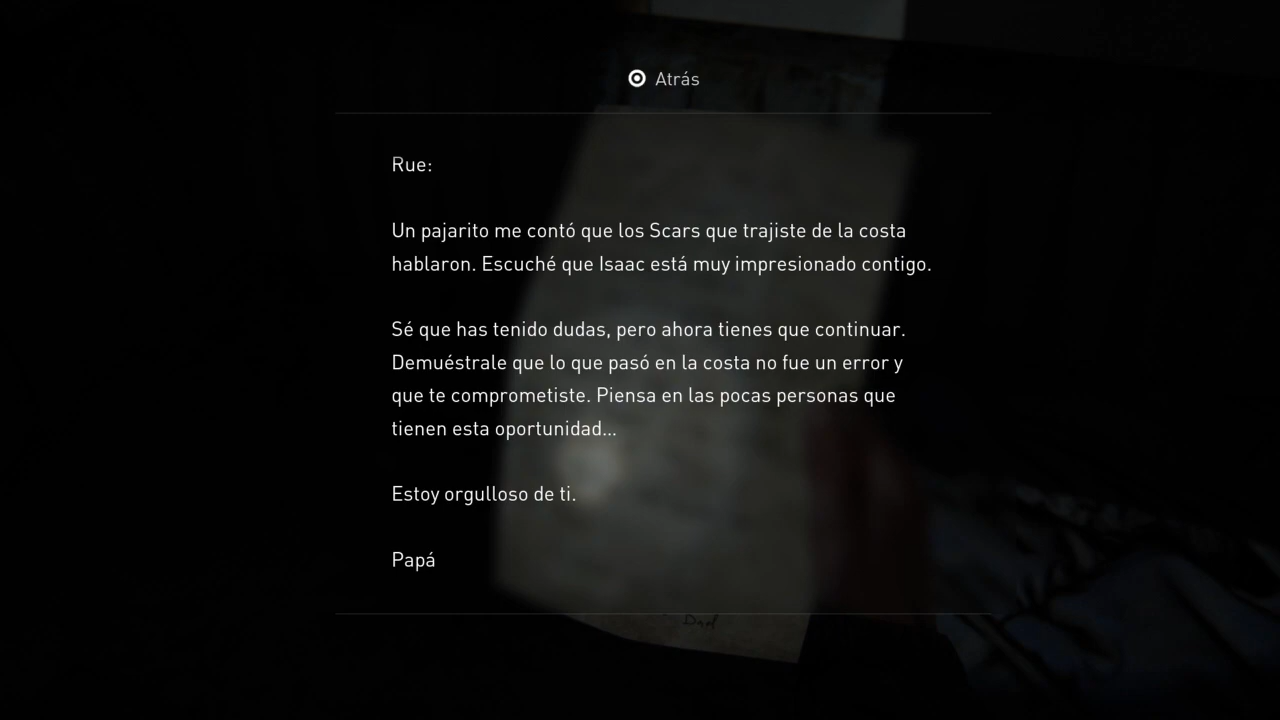 Atrás
Rue:
Un pajarito me contó que los Scars que trajiste de la costa
hablaron. Escuché que Isaac está muy impresionado contigo.
Sé que has tenido dudas, pero ahora tienes que continuar.
Demuéstrale que lo que pasó en la costa no fue un error y
que te comprometiste. Piensa en las pocas personas que
tienen esta oportunidad...
Estoy orgulloso de ti.
Papá
Dad